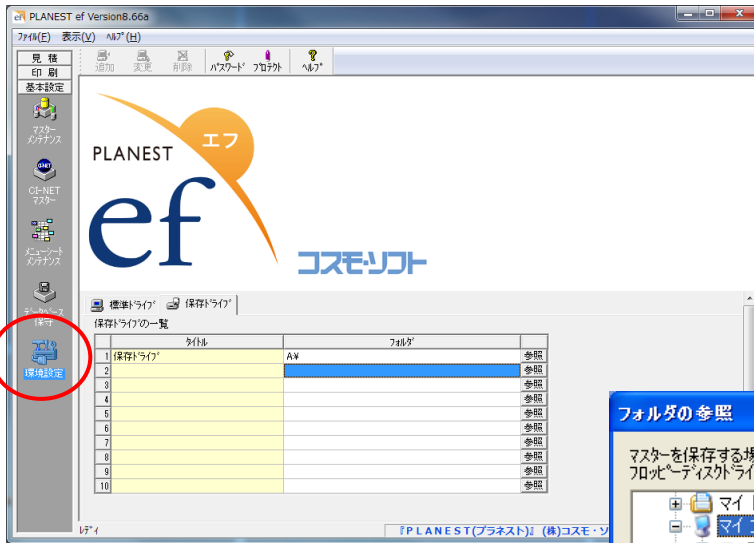 PLANEST ef Version8.66a
ﾌｧｲﾙ(F) 表示(V) ﾍﾙﾌﾟ(H)
見 積
印 刷
基本設定
追加 変更 削除 ﾊﾟｽﾜｰﾄﾞ ﾌﾟﾛﾃｸﾄ ﾍﾙﾌﾟ
ﾏｽﾀｰ
ﾒﾝﾃﾅﾝｽ
CI-NET
ﾏｽﾀｰ
ﾒﾆｭｰｼｰﾄ
ﾒﾝﾃﾅﾝｽ
ﾃﾞｰﾀﾍﾞｰｽ
保守
環境設定
PLANEST
エフ
ef
コスモ・ソフト
標準ﾄﾞﾗｲﾌﾞ 保存ﾄﾞﾗｲﾌﾞ
保存ﾄﾞﾗｲﾌﾞの一覧
ﾀｲﾄﾙ ﾌｫﾙﾀﾞ
1 保存ﾄﾞﾗｲﾌﾞ A:¥ 参照
2 参照
3 参照
4 参照
5 参照
6 参照
7 参照
8 参照
9 参照
10 参照
フォルダの参照
マスターを保存する場
フロッピーディスクドライ
マイ
マイ
ﾚﾃﾞｨ
『PLANEST(プラネスト)』 (株)コスモ・ソ